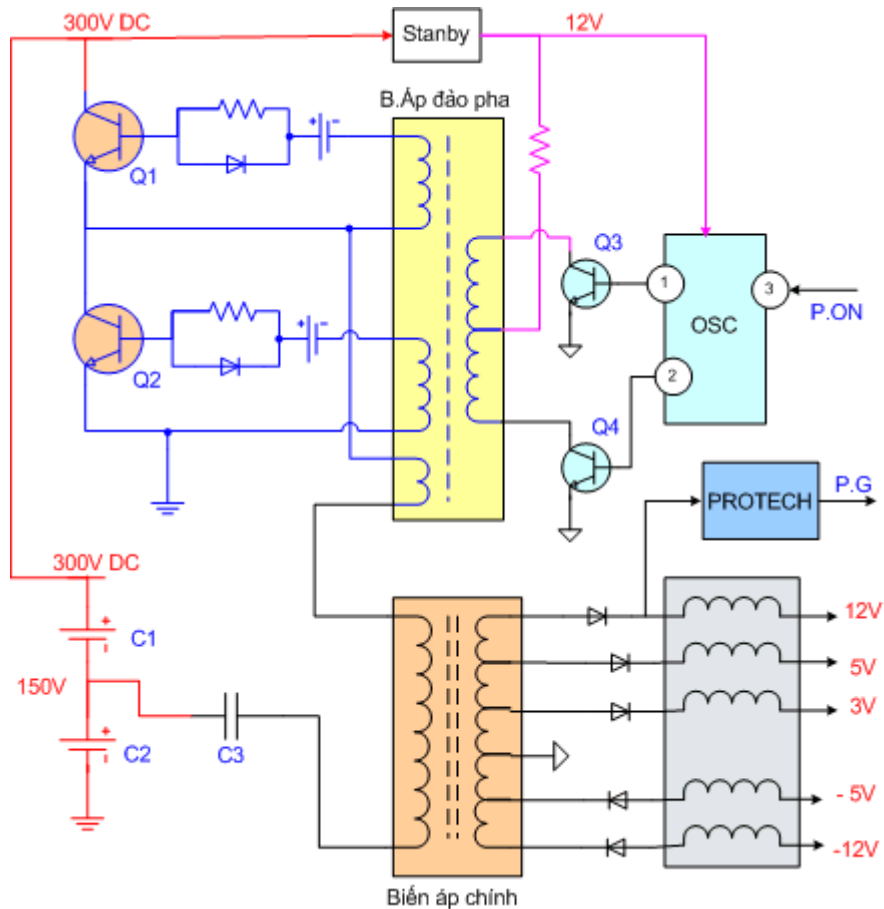 300V DC
Stanby
12V
B.Áp đảo pha
Q1
Q3
1
3
OSC
P.ON
Q2
2
Q4
P.G
PROTECH
300V DC
12V
C1
5V
150V
3V
C2
C3
- 5V
-12V
Biến áp chính